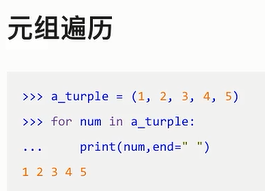 元组遍历
>>> a_turple = (1, 2, 3, 4, 5)
>>> for num in a_turple:
...     print(num,end=" ")
1 2 3 4 5